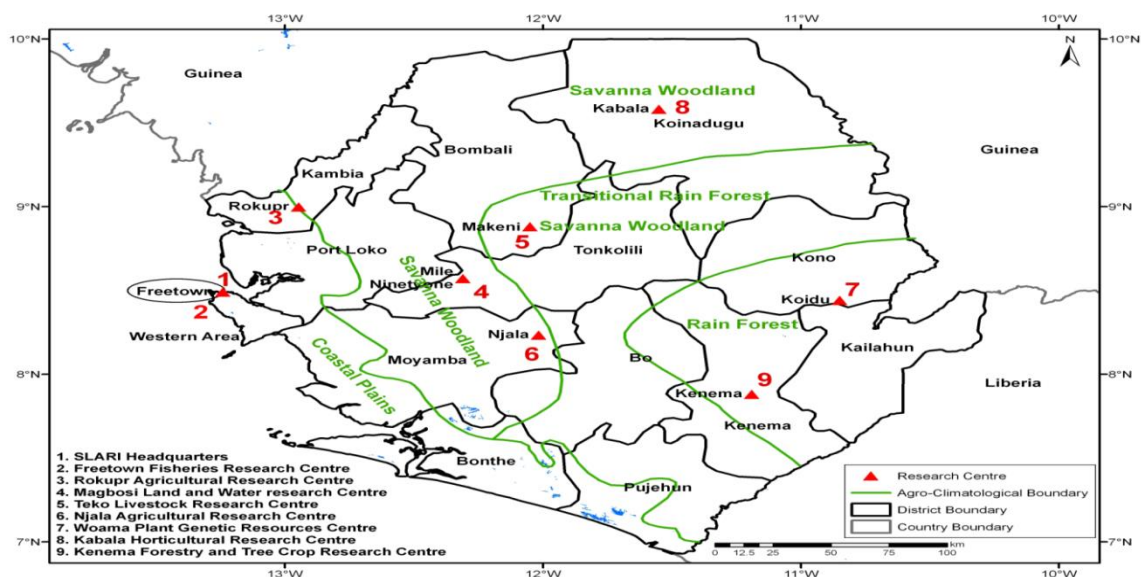 13°W 12°W 11°W 10°W
10°N 10°N
N
Guinea
Savanna Woodland
Kabala 8
Koinadugu
Bombali
Guinea
Kambia
Transitional Rain Forest
9°N 9°N
Rokupr
3
Makeni Savanna Woodland
5
Tonkolili
Port Loko
Kono
Mile
Ninetyone 4
Savanna Woodland
1
Freetown
2
7
Koidu
Western Area
Rain Forest
Njala
6
Kailahun
Moyamba
Bo
8°N 8°N
Liberia
Coastal Plains
9
Kenema
Kenema
Bonthe
Pujehun
1. SLARI Headquarters
2. Freetown Fisheries Research Centre
3. Rokupr Agricultural Research Centre
4. Magbosi Land and Water research Centre
5. Teko Livestock Research Centre
6. Njala Agricultural Research Centre
7. Woama Plant Genetic Resources Centre
8. Kabala Horticultural Research Centre
9. Kenema Forestry and Tree Crop Research Centre
Research Centre
Agro-Climatological Boundary
District Boundary
Country Boundary
7°N 7°N
km
0 12.5 25 50 75 100
13°W 12°W 11°W 10°W